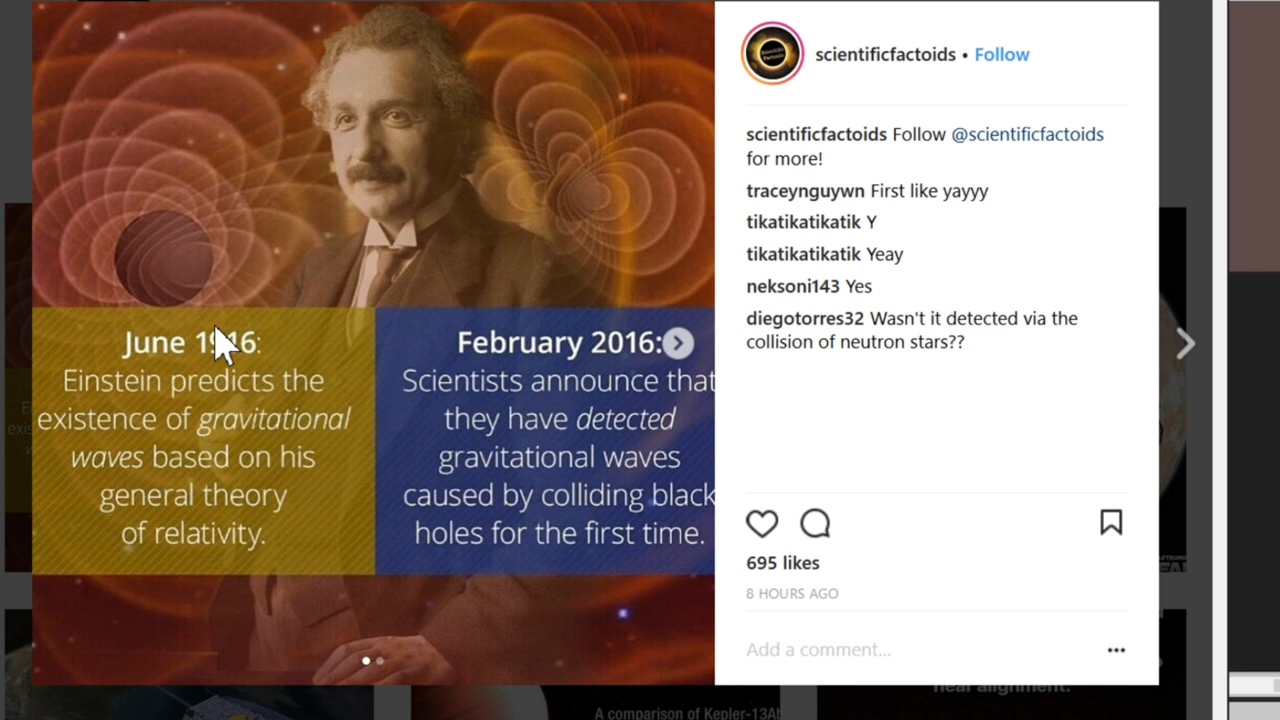 June 1916:
Einstein predicts the
existence of gravitational
waves based on his
general theory
of relativity.
February 2016:
Scientists announce that
they have detected
gravitational waves
caused by colliding black
holes for the first time.
scientificfactoids • Follow
scientificfactoids Follow @scientificfactoids
for more!
traceynguywn First like yayyy
tikatikatikatik Y
tikatikatikatik Yeay
neksoni143 Yes
diegotorres32 Wasn't it detected via the
collision of neutron stars??
695 likes
8 HOURS AGO
Add a comment...
A comparison of Kepler-13Ab